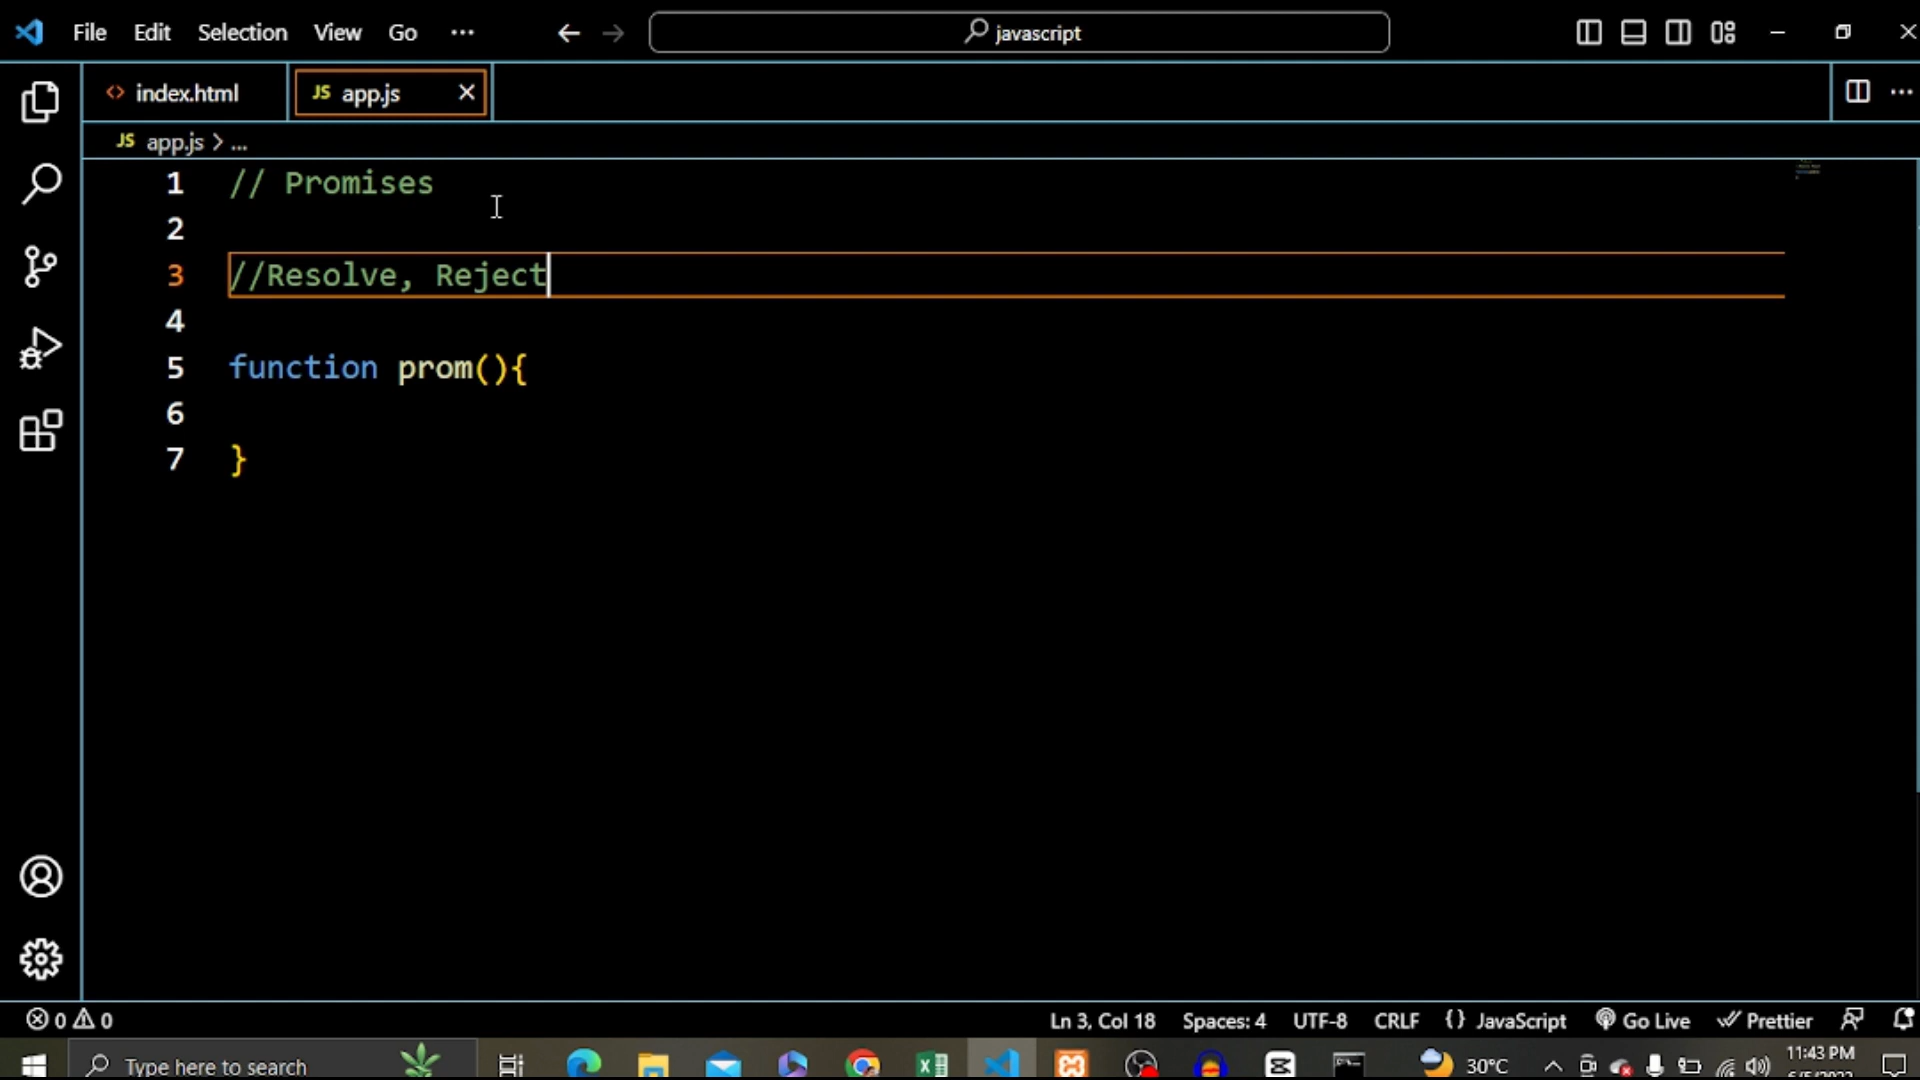 File Edit Selection View Go ... javascript
index.html JS app.js
JS app.js > ...
1 // Promises
2
3 //Resolve, Reject
4
5 function prom(){
6
7 }
0 0 Ln 3, Col 18 Spaces: 4 UTF-8 CRLF {} JavaScript Go Live Prettier
Type here to search 30°C 11:43 PM